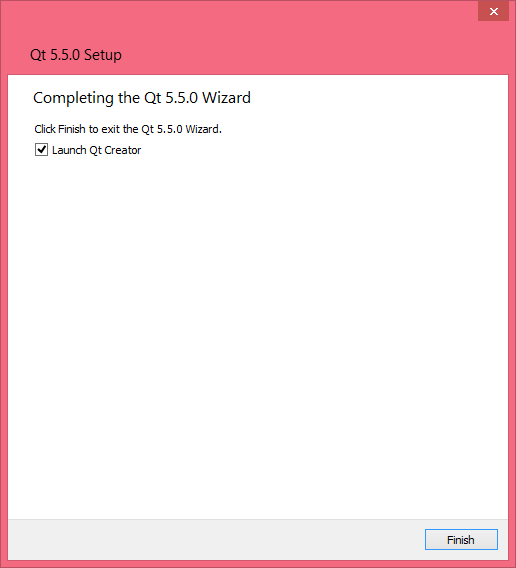 Qt 5.5.0 Setup
Completing the Qt 5.5.0 Wizard
Click Finish to exit the Qt 5.5.0 Wizard.
Launch Qt Creator
Finish